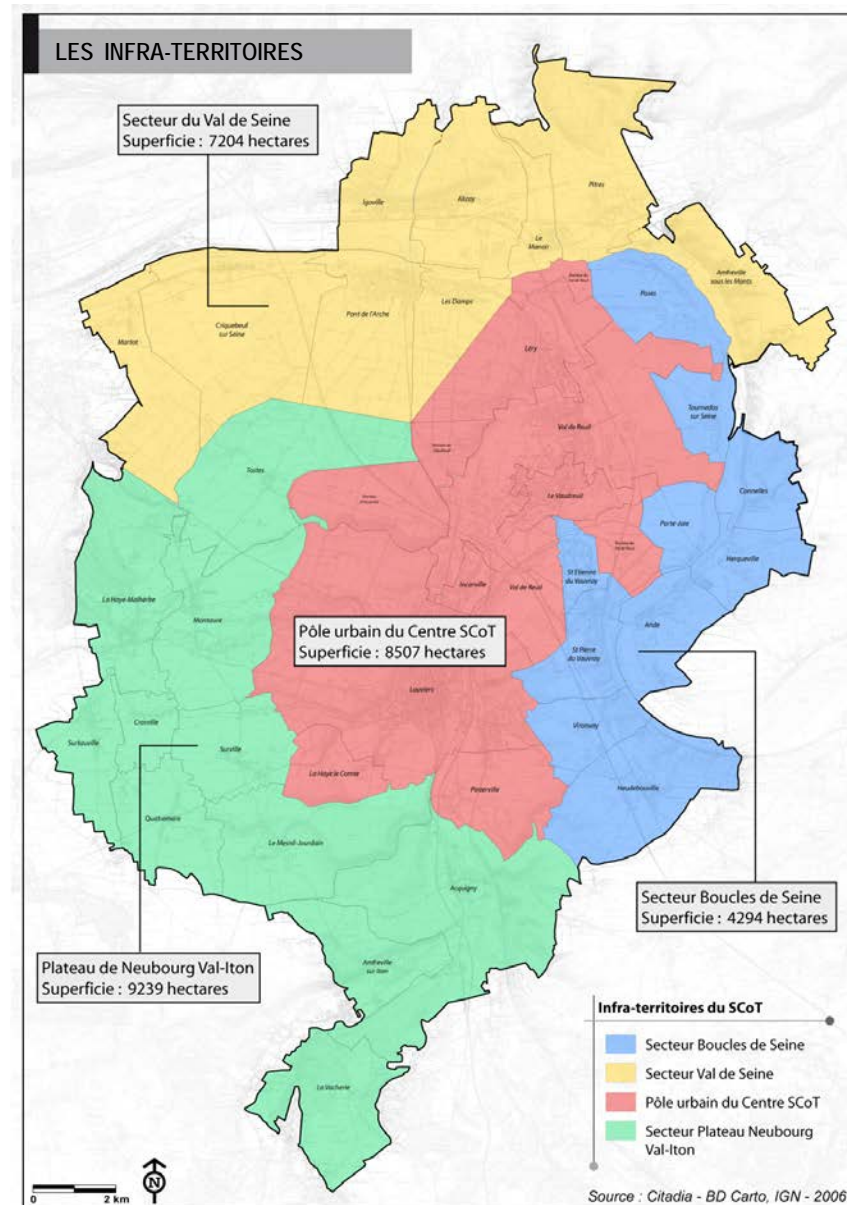 LES INFRA-TERRITOIRES
Secteur du Val de Seine
Superficie : 7204 hectares
Igoville
Alizay
Pîtres
Le
Manoir
Amfreville
sous les Monts
Martot
Criquebeuf
sur Seine
Pont de l'Arche
Les Damps
Poses
Léry
Tournedos
sur Seine
Val de Reuil
Tostes
Le Vaudreuil
Connelles
Porte-Joie
Herqueville
St Etienne
du Vauvray
Incarville
Val de Reuil
La Haye Malherbe
Montaure
Andé
Pôle urbain du Centre SCoT
Superficie : 8507 hectares
St Pierre
du Vauvray
Louviers
Vironvay
Crasville
Surtauville
Surville
La Haye le Comte
Pinterville
Heudebouville
Quatremare
Le Mesnil-Jourdain
Acquigny
Secteur Boucles de Seine
Superficie : 4294 hectares
Plateau de Neubourg Val-Iton
Superficie : 9239 hectares
Amfreville
sur Iton
La Vacherie
Infra-territoires du SCoT
Secteur Boucles de Seine
Secteur Val de Seine
Pôle urbain du Centre SCoT
Secteur Plateau Neubourg
Val-Iton
N
0 2 km
Source : Citadia - BD Carto, IGN - 2006